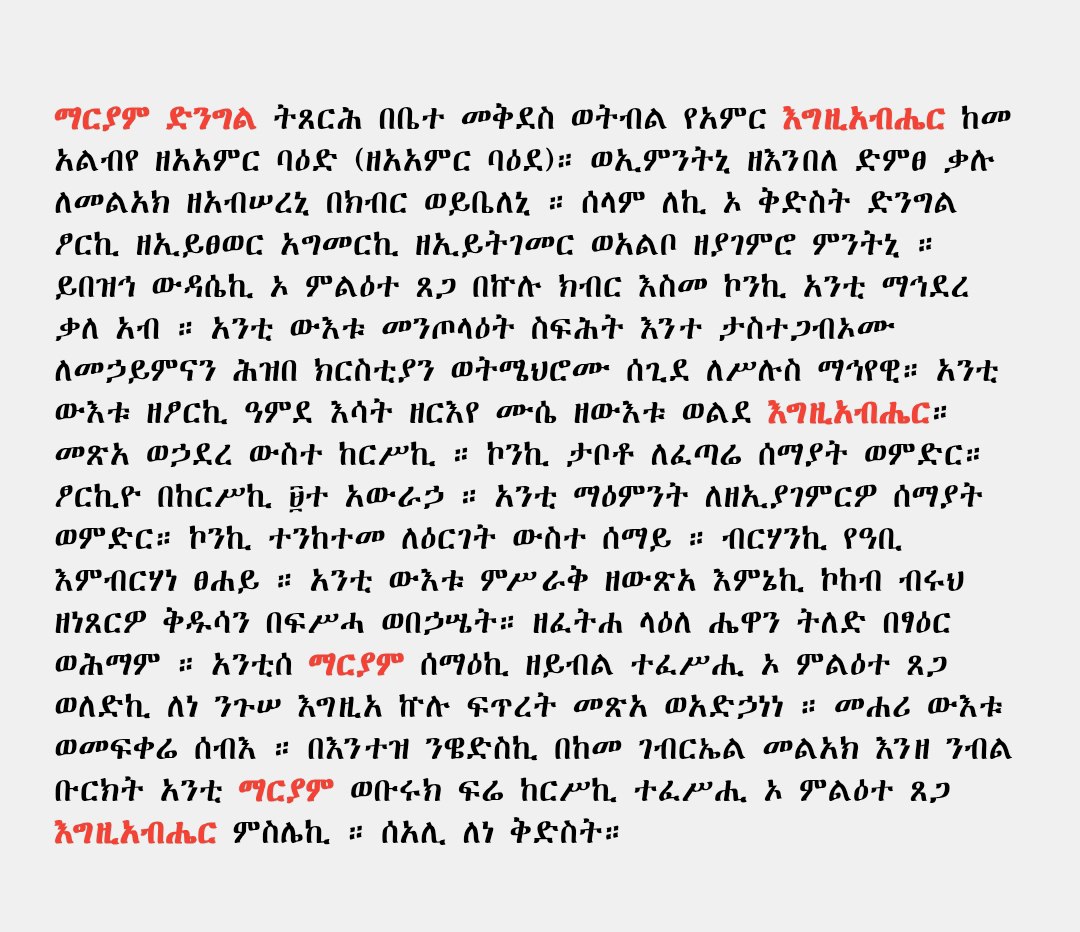 ማርያም ድንግል ትጸርሕ በቤተ መቅደስ ወትብል የአምር እግዚአብሔር ከመ
አልብየ ዘአአምር ባዕድ (ዘአአምር ባዕደ)። ወኢምንትኒ ዘእንበለ ድምፀ ቃሉ
ለመልአክ ዘአብሠረኒ በክብር ወይቤለኒ ። ሰላም ለኪ ኦ ቅድስት ድንግል
ፆርኪ ዘኢይፀወር አግመርኪ ዘኢይትገመር ወአልቦ ዘያገምሮ ምንትኒ ።
ይበዝኅ ውዳሴኪ ኦ ምልዕተ ጸጋ በኵሉ ክብር እስመ ኮንኪ አንቲ ማኅደረ
ቃለ አብ ። አንቲ ውእቱ መንጦላዕት ስፍሕት እንተ ታስተጋብኦሙ
ለመኃይምናን ሕዝበ ክርስቲያን ወትሜህሮሙ ሰጊደ ለሥሉስ ማኅየዊ። አንቲ
ውእቱ ዘፆርኪ ዓምደ እሳት ዘርእየ ሙሴ ዘውእቱ ወልደ እግዚአብሔር።
መጽአ ወኃደረ ውስተ ከርሥኪ ። ኮንኪ ታቦቶ ለፈጣሬ ሰማያት ወምድር።
ፆርኪዮ በከርሥኪ ፱ተ አውራኃ ። አንቲ ማዕምንት ለዘኢያገምርዎ ሰማያት
ወምድር። ኮንኪ ተንከተመ ለዕርገት ውስተ ሰማይ ። ብርሃንኪ የዓቢ
እምብርሃነ ፀሐይ ። አንቲ ውእቱ ምሥራቅ ዘውጽአ እምኔኪ ኮከብ ብሩህ
ዘነጸርዎ ቅዱሳን በፍሥሓ ወበኃሤት። ዘፈትሐ ላዕለ ሔዋን ትለድ በፃዕር
ወሕማም ። አንቲሰ ማርያም ሰማዕኪ ዘይብል ተፈሥሒ ኦ ምልዕተ ጸጋ
ወለድኪ ለነ ንጉሠ እግዚአ ኵሉ ፍጥረት መጽአ ወአድኃነነ ። መሐሪ ውእቱ
ወመፍቀሬ ሰብእ ። በእንተዝ ንዌድስኪ በከመ ገብርኤል መልአክ እንዘ ንብል
ቡርክት አንቲ ማርያም ወቡሩክ ፍሬ ከርሥኪ ተፈሥሒ ኦ ምልዕተ ጸጋ
እግዚአብሔር ምስሌኪ ። ሰአሊ ለነ ቅድስት።